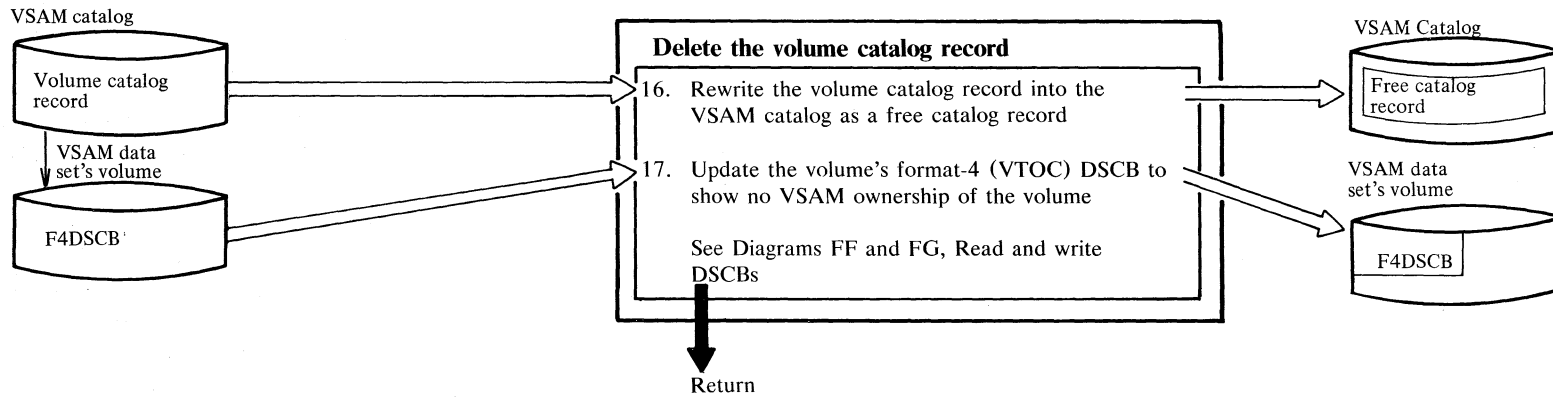 VSAM catalog
Volume catalog
record
VSAM data
set's volume
F4DSCB
Delete the volume catalog record
16. Rewrite the volume catalog record into the
VSAM catalog as a free catalog record
17. Update the volume's format-4 (VTOC) DSCB to
show no VSAM ownership of the volume
See Diagrams FF and FG, Read and write
DSCBs
Return
VSAM Catalog
Free catalog
record
VSAM data
set's volume
F4DSCB